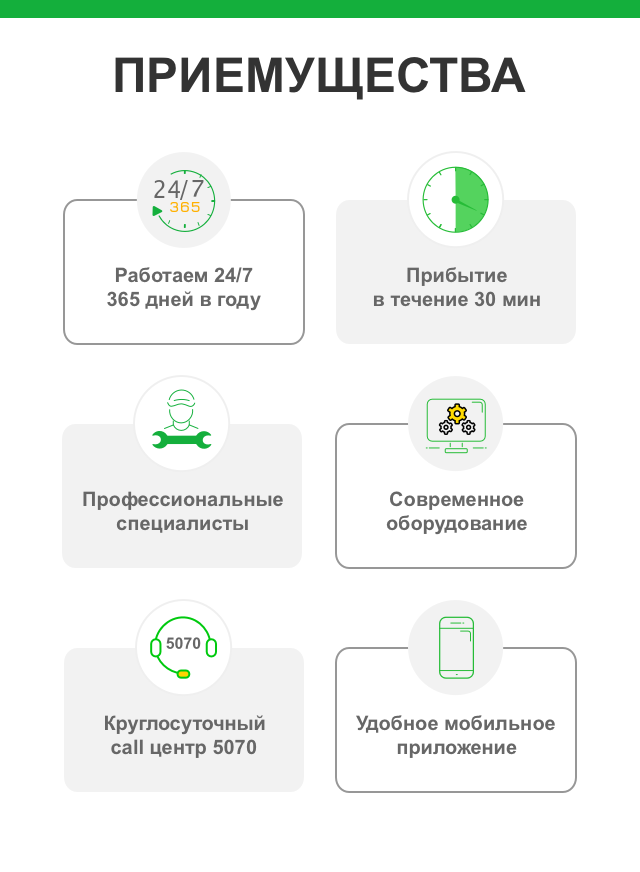 ПРИЕМУЩЕСТВА
24/7
365
Работаем 24/7
365 дней в году
Прибытие
в течение 30 мин
Профессиональные
специалисты
Современное
оборудование
5070
Круглосуточный
call центр 5070
Удобное мобильное
приложение